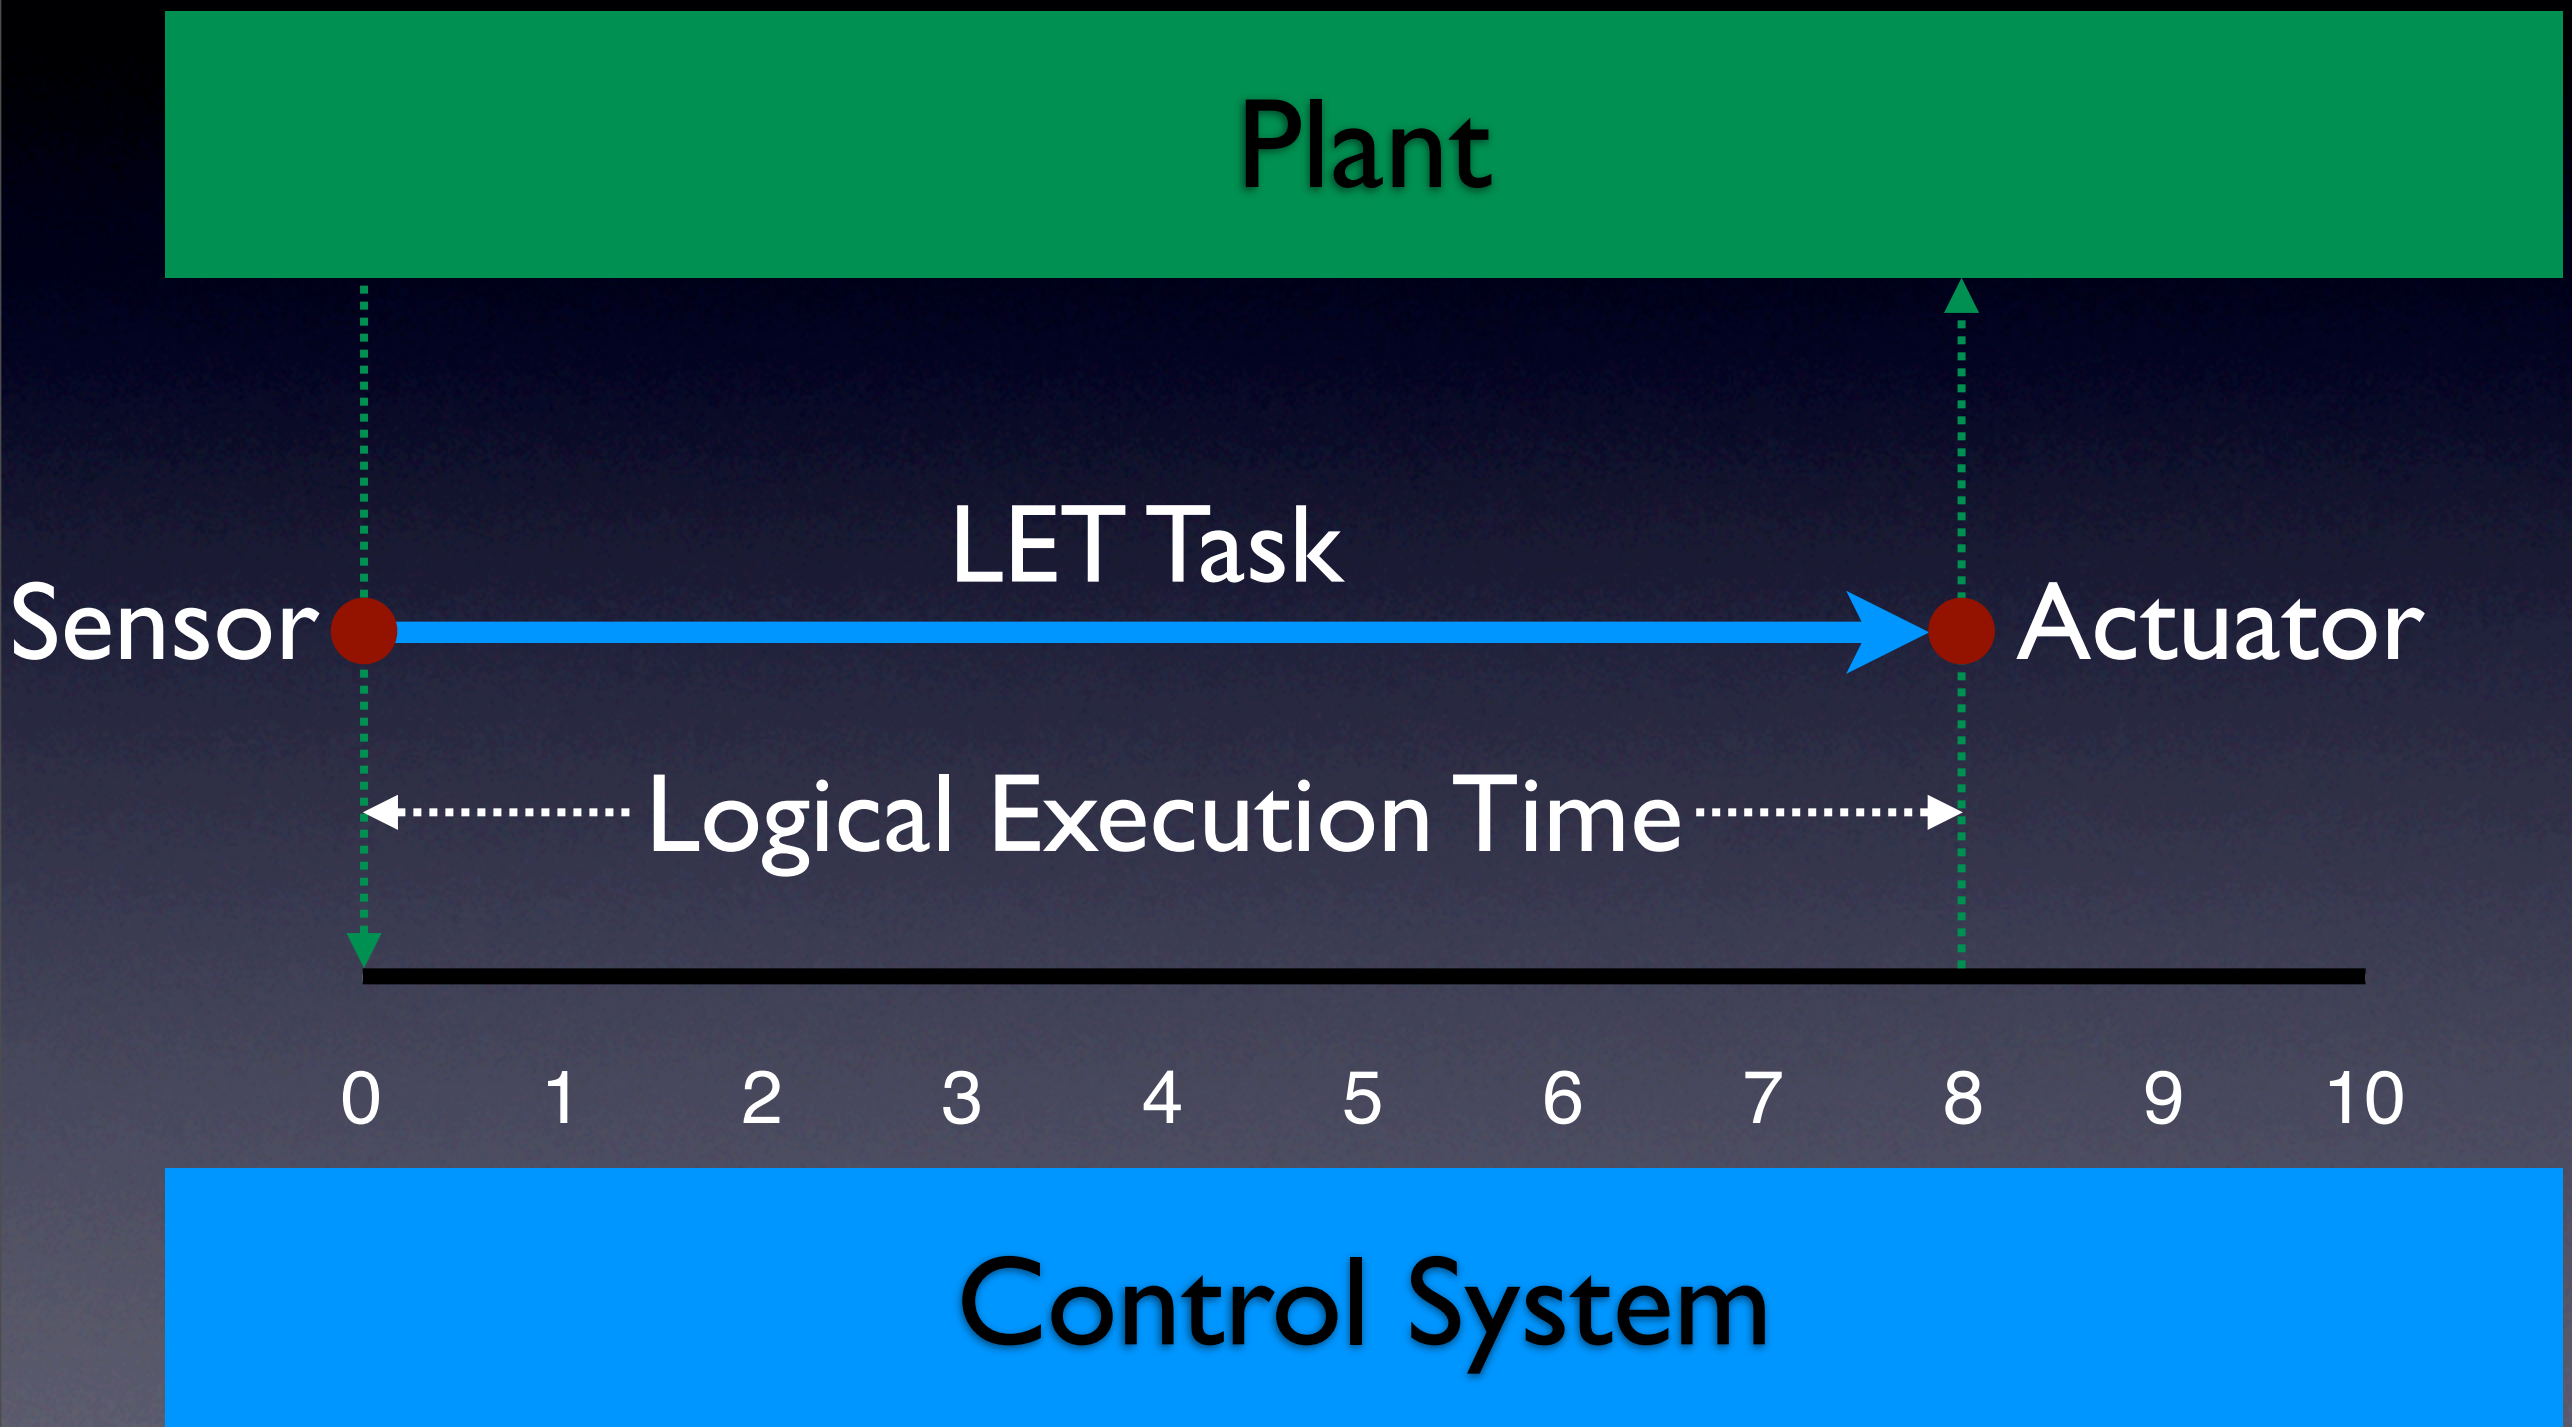 Plant
LET Task
Sensor
Actuator
Logical Execution Time
0 1 2 3 4 5 6 7 8 9 10
Control System